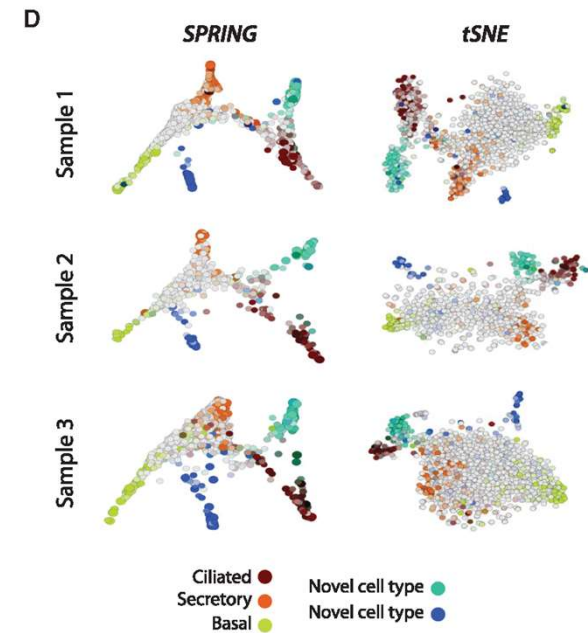 D
SPRING
tSNE
Sample 1
Sample 2
Sample 3
Ciliated
Secretory
Basal
Novel cell type
Novel cell type